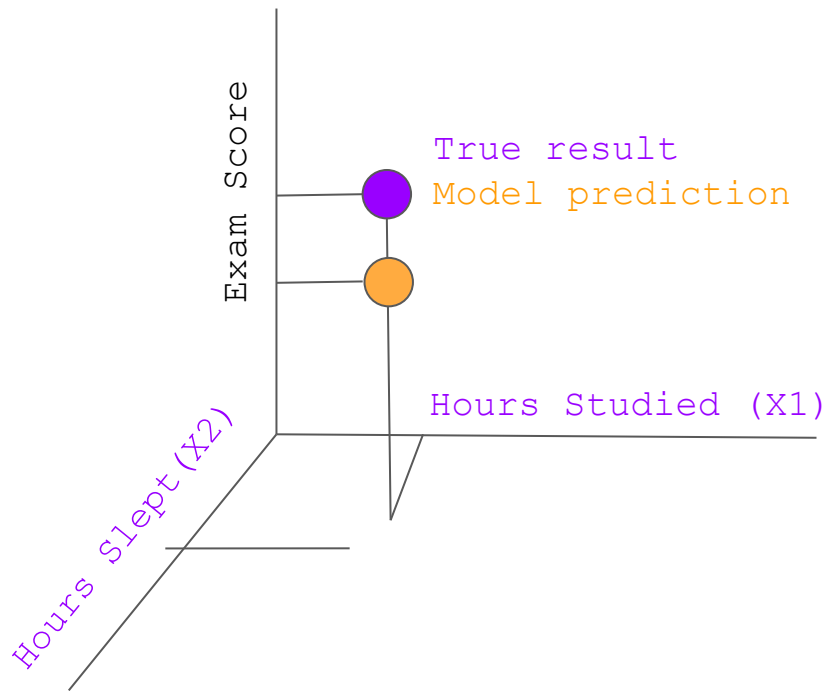 Exam Score
True result
Model prediction
Hours Studied (X1)
Hours Slept(X2)